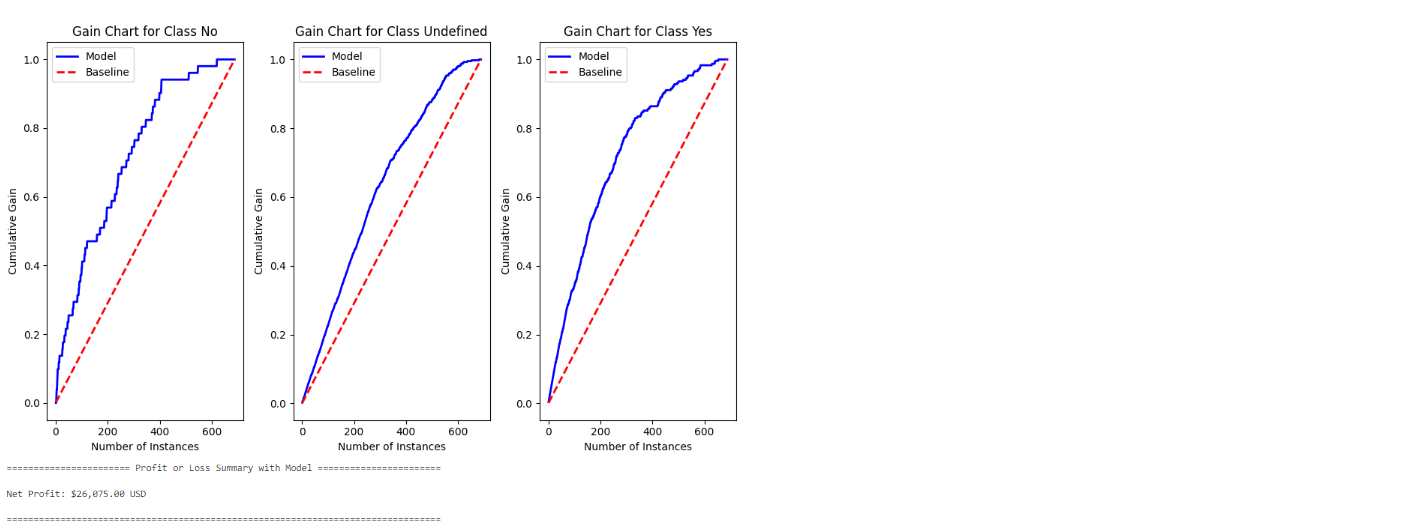 Gain Chart for Class No
Model
Baseline
1.0
0.8
0.6
0.4
0.2
0.0
Cumulative Gain
0 200 400 600
Number of Instances
Gain Chart for Class Undefined
Model
Baseline
1.0
0.8
0.6
0.4
0.2
0.0
Cumulative Gain
0 200 400 600
Number of Instances
Gain Chart for Class Yes
Model
Baseline
1.0
0.8
0.6
0.4
0.2
0.0
Cumulative Gain
0 200 400 600
Number of Instances
======================= Profit or Loss Summary with Model =======================
Net Profit: $26,075.00 USD
=================================================================================